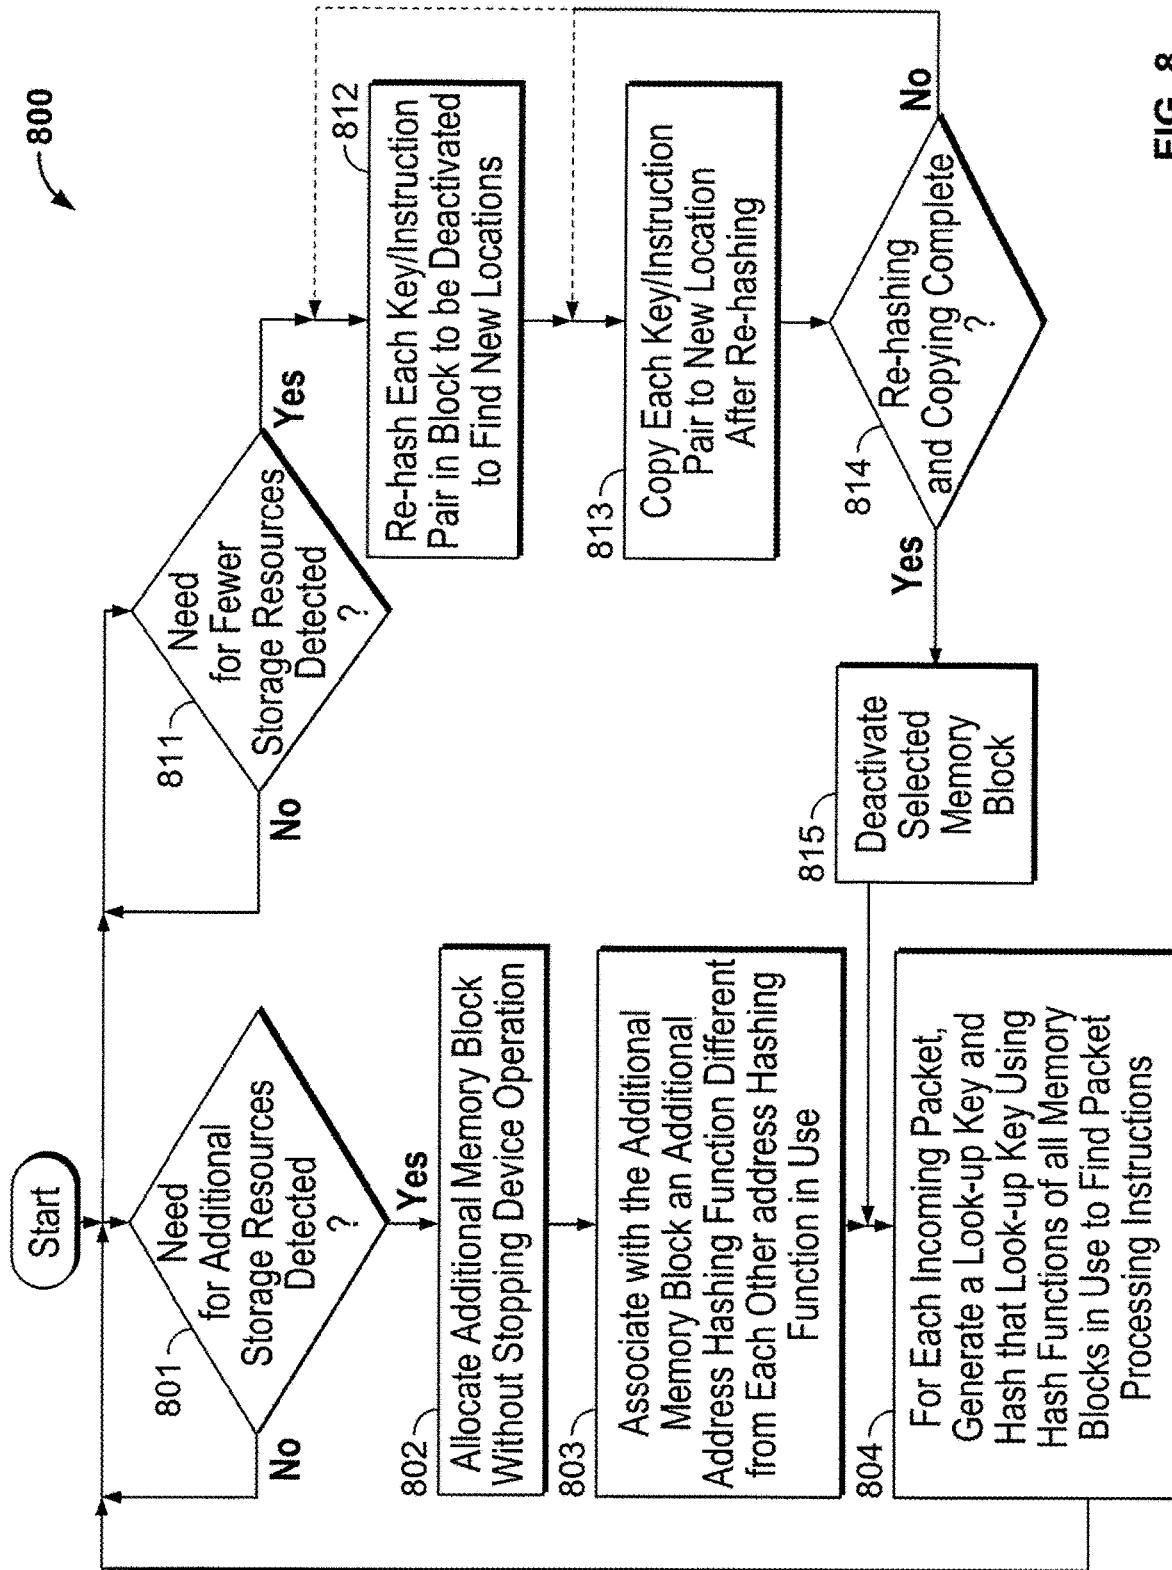 800
Start
801
Need
for Additional
Storage Resources
Detected
?
No
Yes
802
Allocate Additional Memory Block
Without Stopping Device Operation
803
Associate with the Additional
Memory Block an Additional
Address Hashing Function Different
from Each Other address Hashing
Function in Use
804
For Each Incoming Packet,
Generate a Look-up Key and
Hash that Look-up Key Using
Hash Functions of all Memory
Blocks in Use to Find Packet
Processing Instructions
811
Need
for Fewer
Storage Resources
Detected
?
No
Yes
812
Re-hash Each Key/Instruction
Pair in Block to be Deactivated
to Find New Locations
813
Copy Each Key/Instruction
Pair to New Location
After Re-hashing
814
Re-hashing
and Copying Complete
?
No
Yes
815
Deactivate
Selected
Memory
Block
FIG. 8